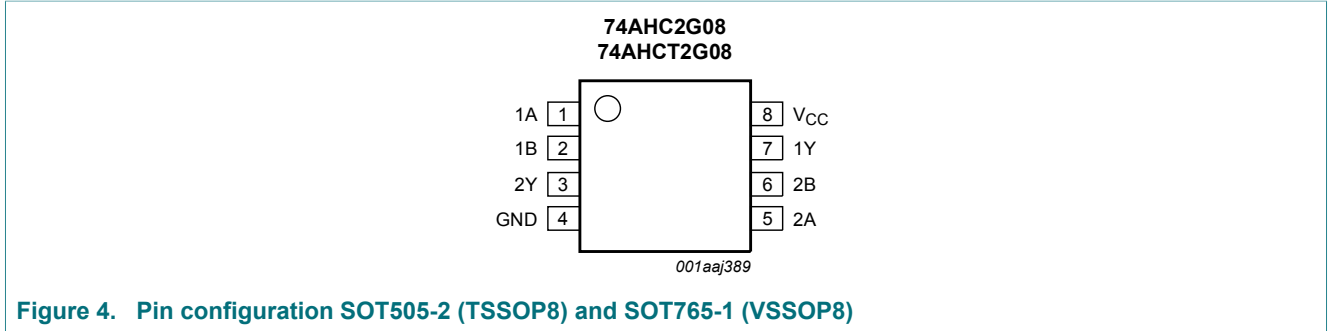 74AHC2G08
74AHCT2G08
1A 1 8 VCC
1B 2 7 1Y
2Y 3 6 2B
GND 4 5 2A
001aaj389
Figure 4. Pin configuration SOT505-2 (TSSOP8) and SOT765-1 (VSSOP8)